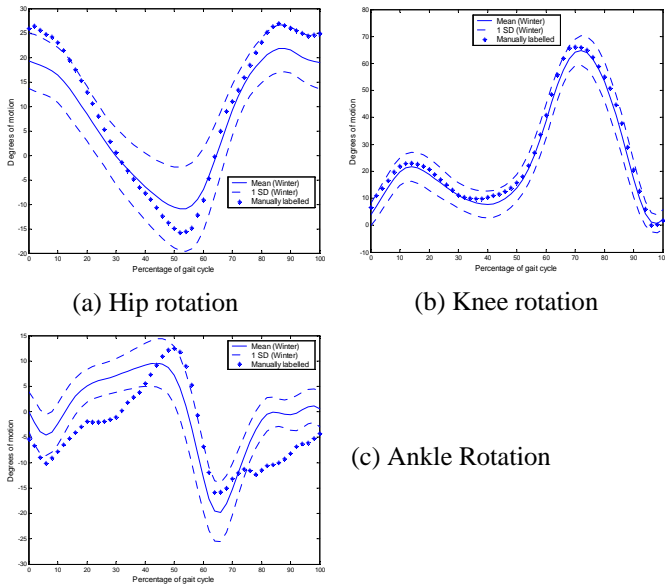 30
25
20
15
10
5
0
-5
-10
-15
-20
Degrees of motion
Mean (Winter)
1 SD (Winter)
Manually labelled
0 10 20 30 40 50 60 70 80 90 100
Percentage of gait cycle
(a) Hip rotation
80
70
60
50
40
30
20
10
0
-10
Degrees of motion
Mean (Winter)
1 SD (Winter)
Manually labelled
0 10 20 30 40 50 60 70 80 90 100
Percentage of gait cycle
(b) Knee rotation
15
10
5
0
-5
-10
-15
-20
-25
-30
Degrees of motion
Mean (Winter)
1 SD (Winter)
Manually labelled
0 10 20 30 40 50 60 70 80 90 100
Percentage of gait cycle
(c) Ankle Rotation